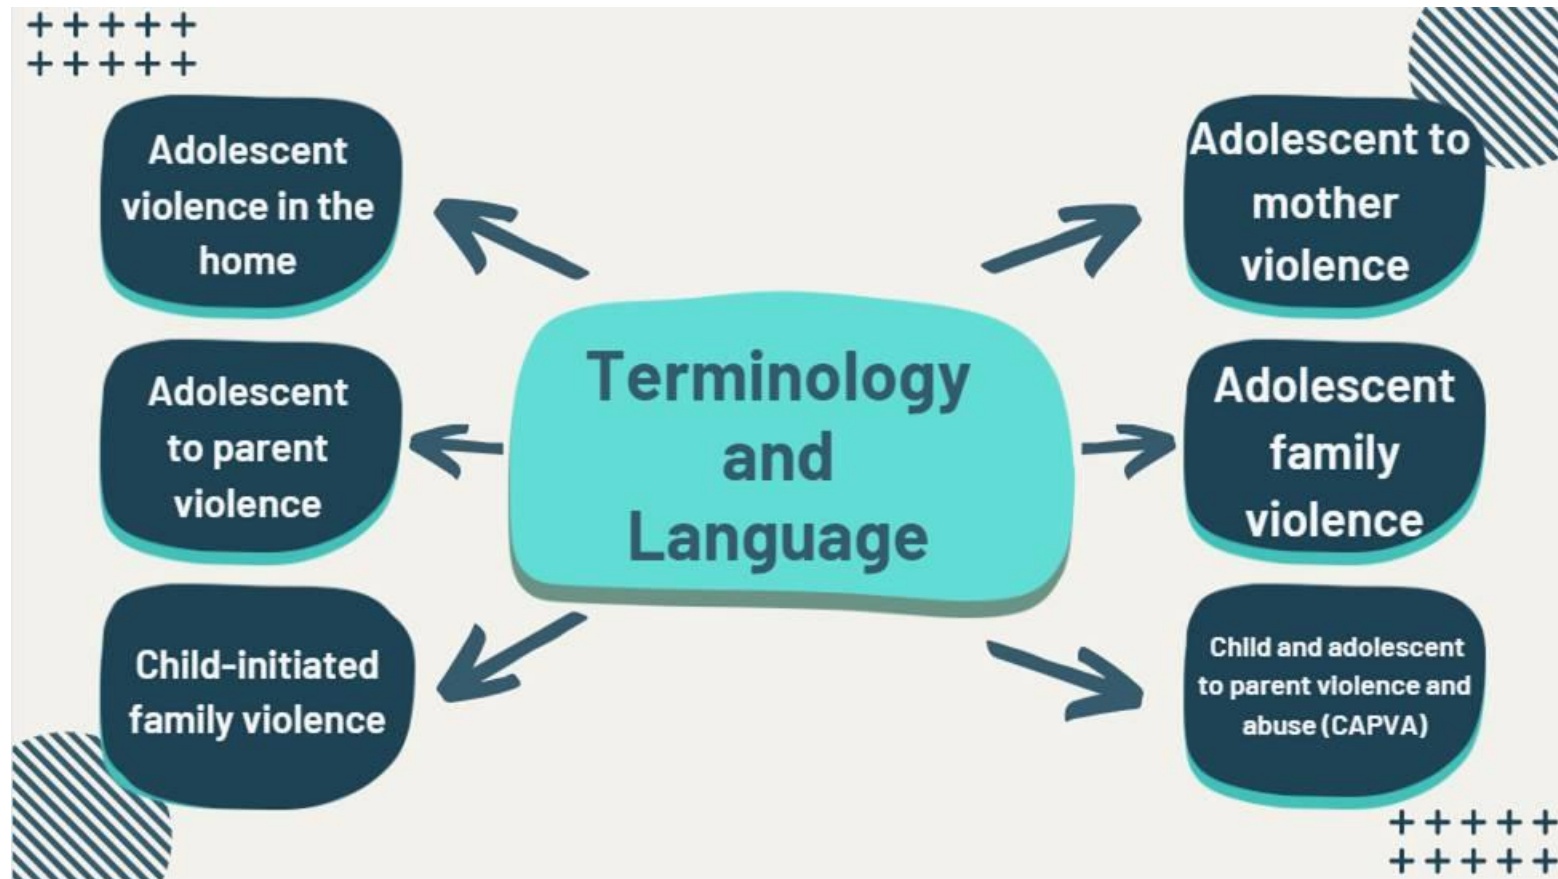 Adolescent
violence in the
home
Adolescent
to parent
violence
Child-initiated
family violence
Terminology
and
Language
Adolescent to
mother
violence
Adolescent
family
violence
Child and adolescent
to parent violence and
abuse (CAPVA)